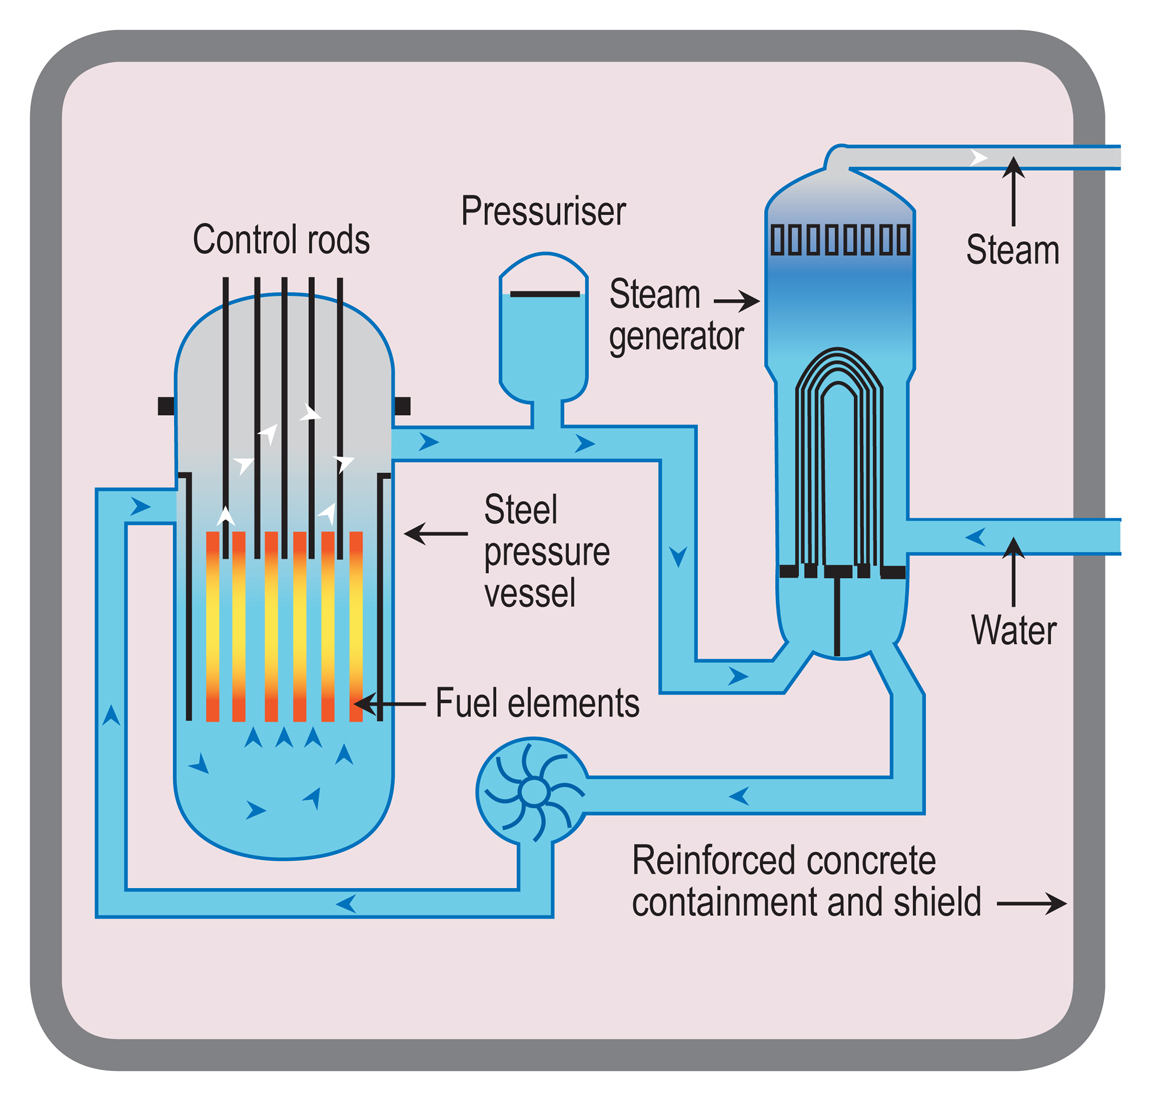 Pressuriser
Control rods
Steam
Steam
generator
Steel
pressure
vessel
Water
Fuel elements
Reinforced concrete
containment and shield